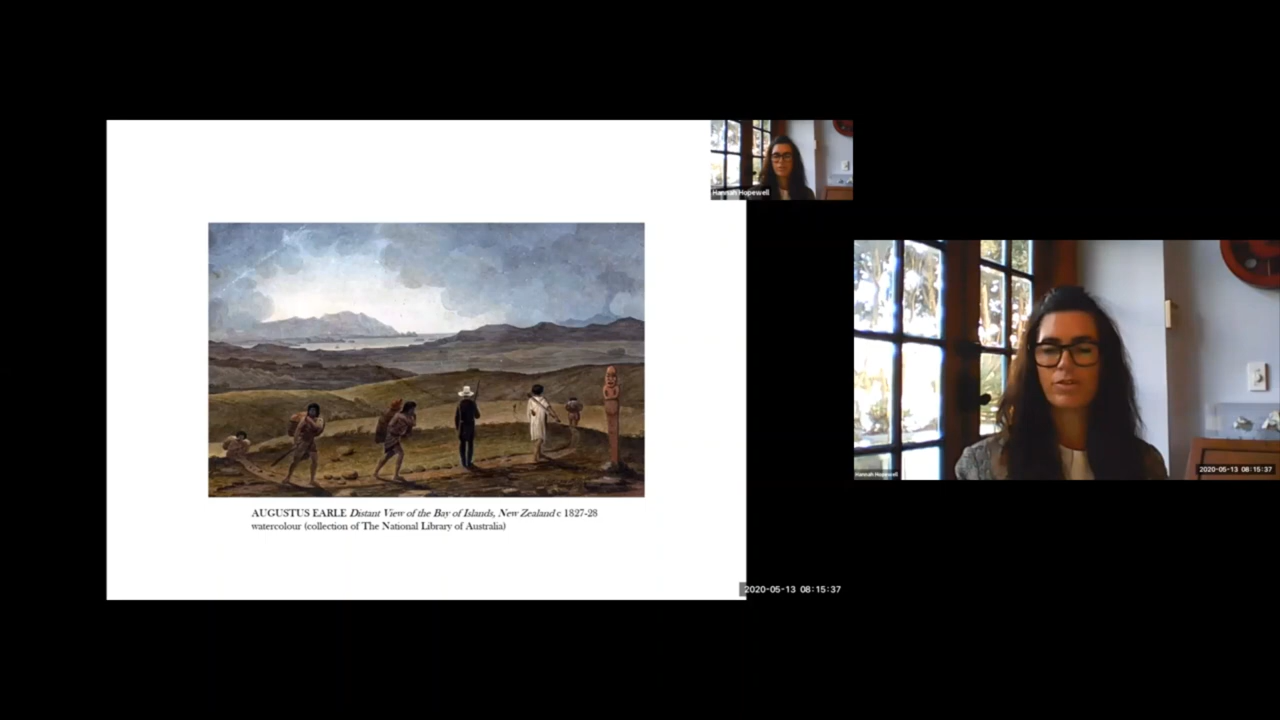 Hannah Hopewell
AUGUSTUS EARLE Distant View of the Bay of Islands, New Zealand c 1827-28
watercolour (collection of The National Library of Australia)
2020-05-13 08:15:37
Hannah Hopewell
2020-05-13 08:15:37